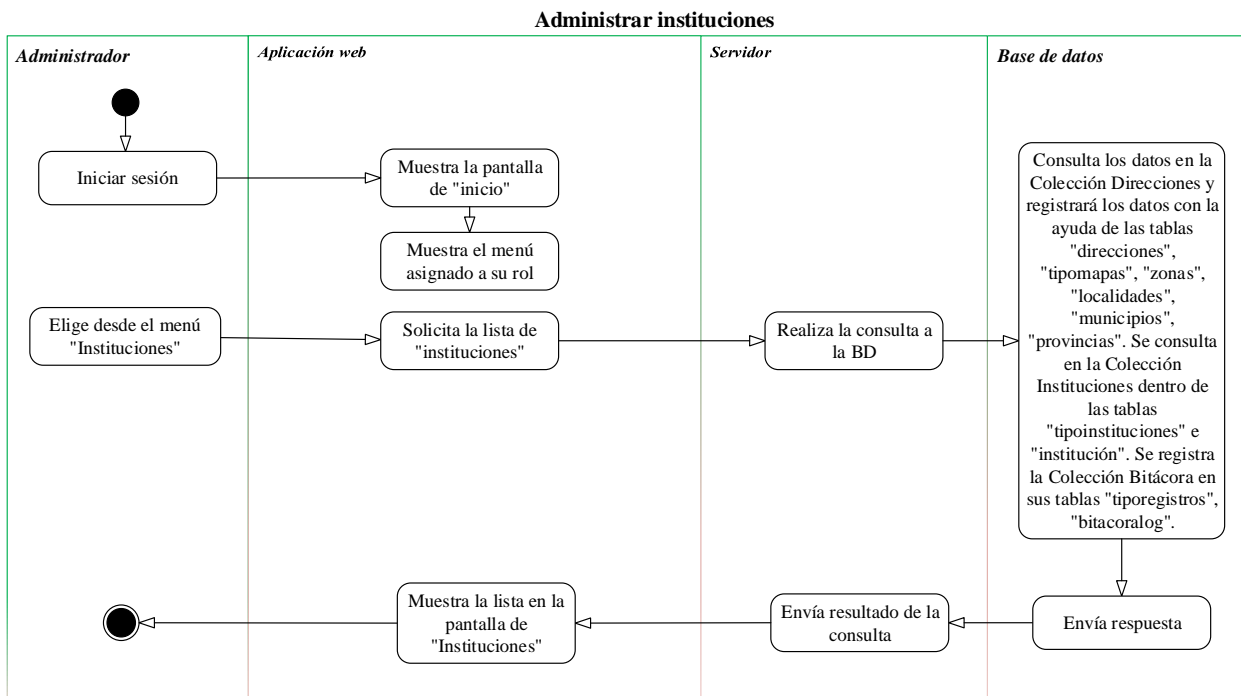 Administrar instituciones
Administrador
Aplicación web
Servidor
Base de datos
Iniciar sesión
Muestra la pantalla
de "inicio"
Muestra el menú
asignado a su rol
Elige desde el menú
"Instituciones"
Solicita la lista de
"instituciones"
Realiza la consulta a
la BD
Consulta los datos en la
Colección Direcciones y
registrará los datos con la
ayuda de las tablas
"direcciones",
"tipomapas", "zonas",
"localidades",
"municipios",
"provincias". Se consulta
en la Colección
Instituciones dentro de
las tablas
"tipoinstituciones" e
"institución". Se registra
la Colección Bitácora en
sus tablas "tiporegistros",
"bitacoralog".
Envía respuesta
Envía resultado de la
consulta
Muestra la lista en la
pantalla de
"Instituciones"